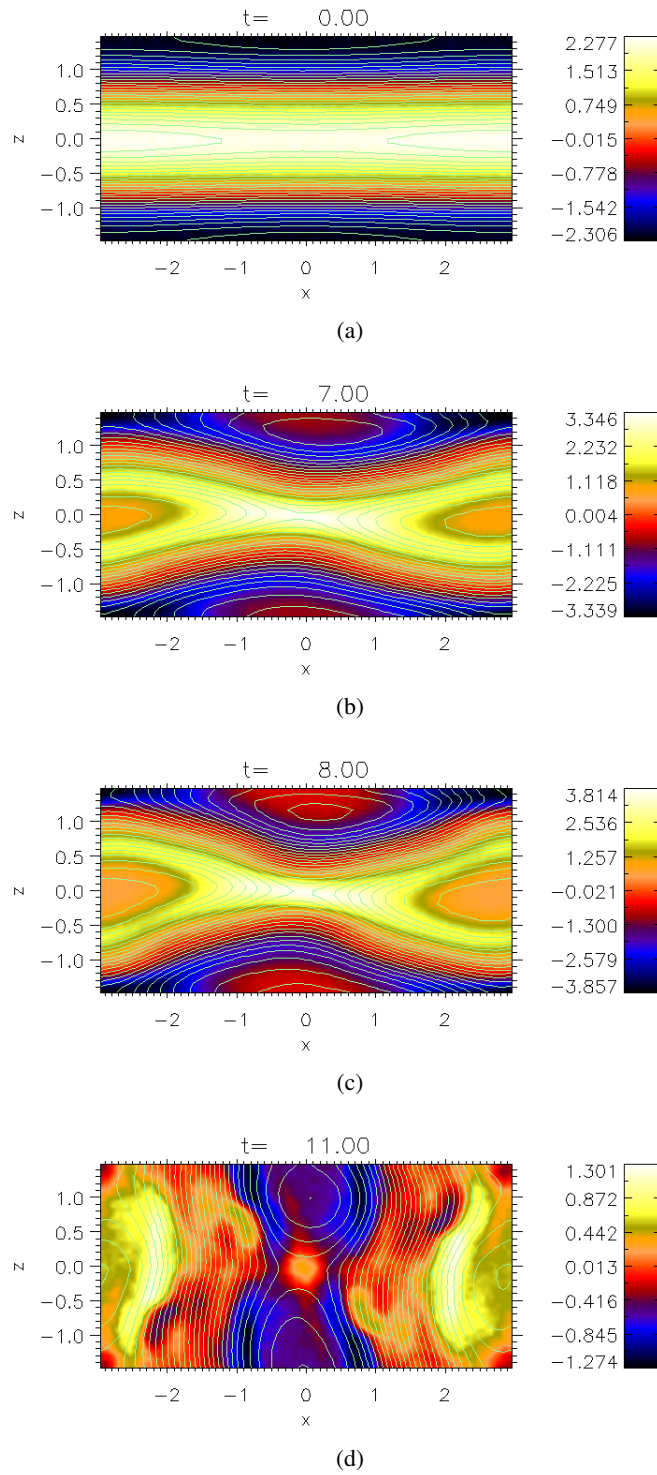 t= 0.00
2.277
1.513
0.749
−0.015
−0.778
−1.542
−2.306
z
1.0
0.5
0.0
−0.5
−1.0
−2 −1 0 1 2
x
(a)
t= 7.00
3.346
2.232
1.118
0.004
−1.111
−2.225
−3.339
z
1.0
0.5
0.0
−0.5
−1.0
−2 −1 0 1 2
x
(b)
t= 8.00
3.814
2.536
1.257
−0.021
−1.300
−2.579
−3.857
z
1.0
0.5
0.0
−0.5
−1.0
−2 −1 0 1 2
x
(c)
t= 11.00
1.301
0.872
0.442
0.013
−0.416
−0.845
−1.274
z
1.0
0.5
0.0
−0.5
−1.0
−2 −1 0 1 2
x
(d)